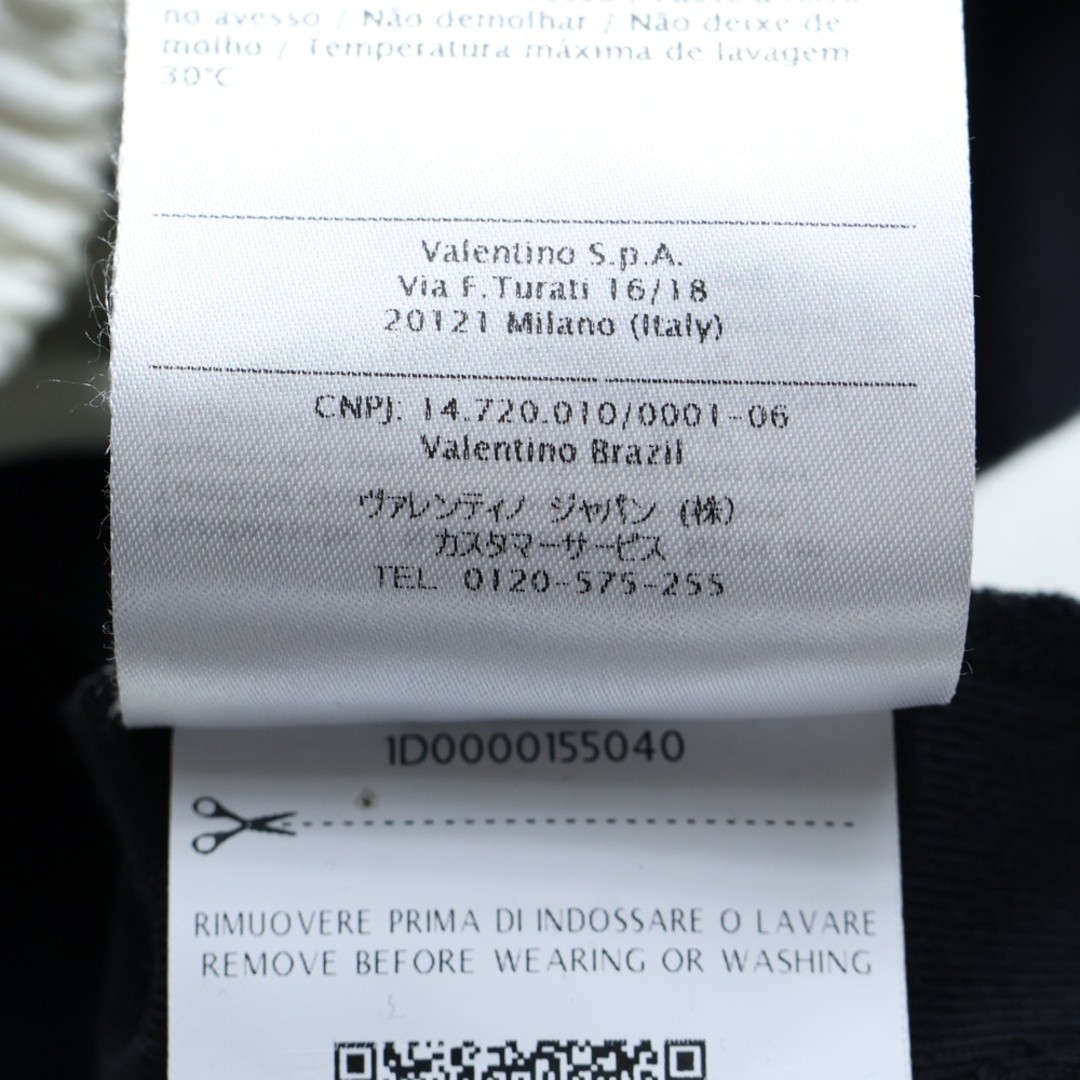 no avesso / Não demolhar / Não deixe de
molho / Temperatura máxima de lavagem
30°C
Valentino S.p.A.
Via F.Turati 16/18
20121 Milano (Italy)
CNPJ: 14.720.010/0001-06
Valentino Brazil
ヴァレンティノ ジャパン (株)
カスタマーサービス
TEL. 0120-575-255
1D0000155040
RIMUOVERE PRIMA DI INDOSSARE O LAVARE
REMOVE BEFORE WEARING OR WASHING